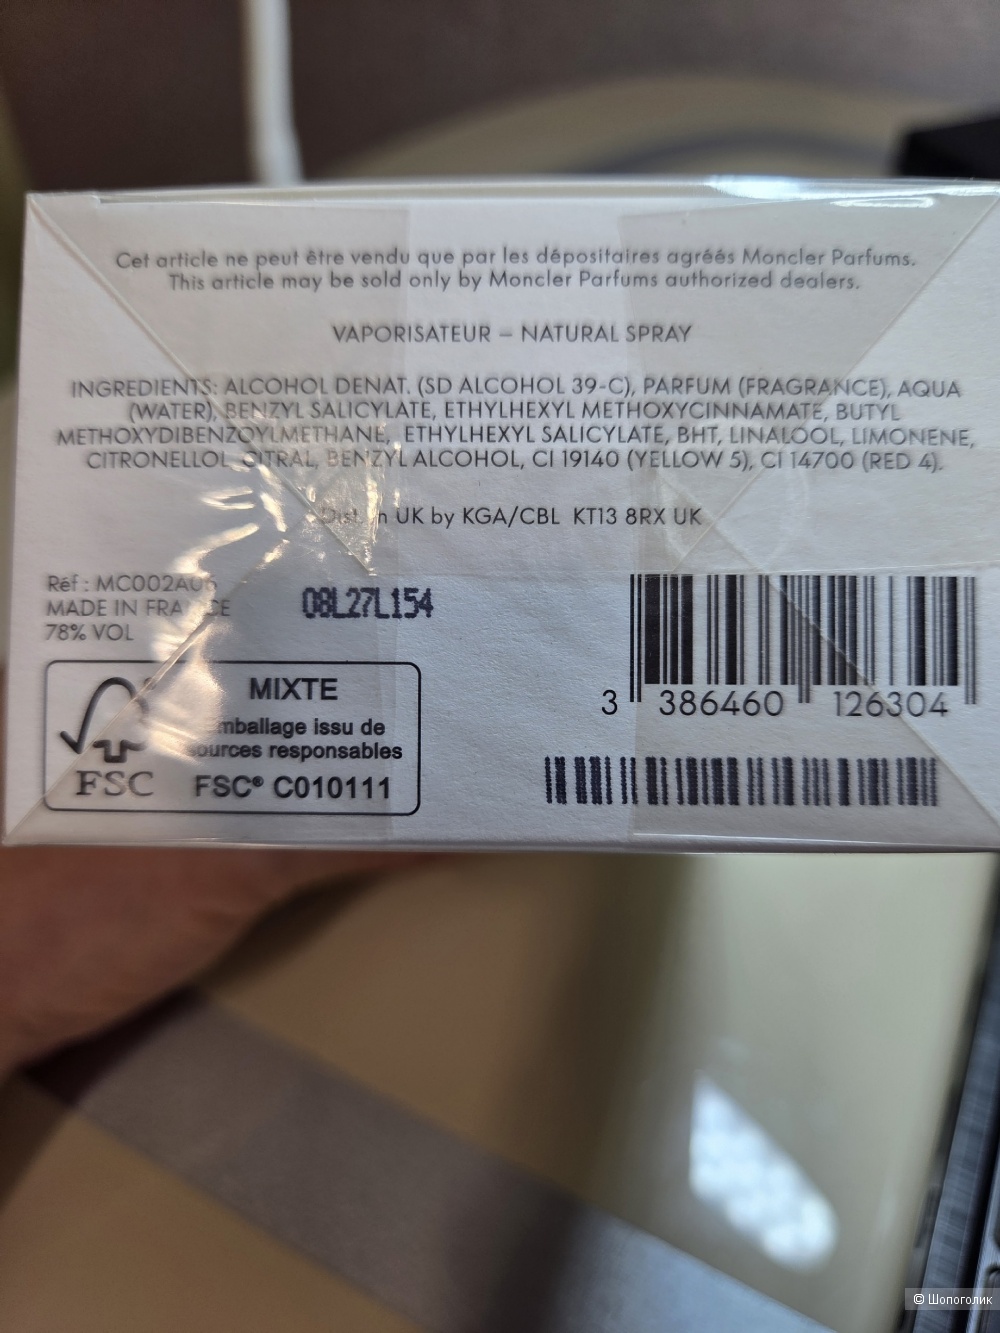 Cet article ne peut être vendu que par les dépositaires agréés Moncler Parfums.
This article may be sold only by Moncler Parfums authorized dealers.
VAPORISATEUR – NATURAL SPRAY
INGREDIENTS: ALCOHOL DENAT. (SD ALCOHOL 39-C), PARFUM (FRAGRANCE), AQUA
(WATER), BENZYL SALICYLATE, ETHYLHEXYL METHOXYCINNAMATE, BUTYL
METHOXYDIBENZOYLMETHANE, ETHYLHEXYL SALICYLATE, BHT, LINALOOL, LIMONENE,
CITRONELLOL, CITRAL, BENZYL ALCOHOL, CI 19140 (YELLOW 5), CI 14700 (RED 4).
Dist. in UK by KGA/CBL KT13 8RX UK
Réf : MC002A06
MADE IN FRANCE
78% VOL
08L27L154
MIXTE
Emballage issu de
sources responsables
FSC
FSC® C010111
3 386460 126304
© Шопоголик